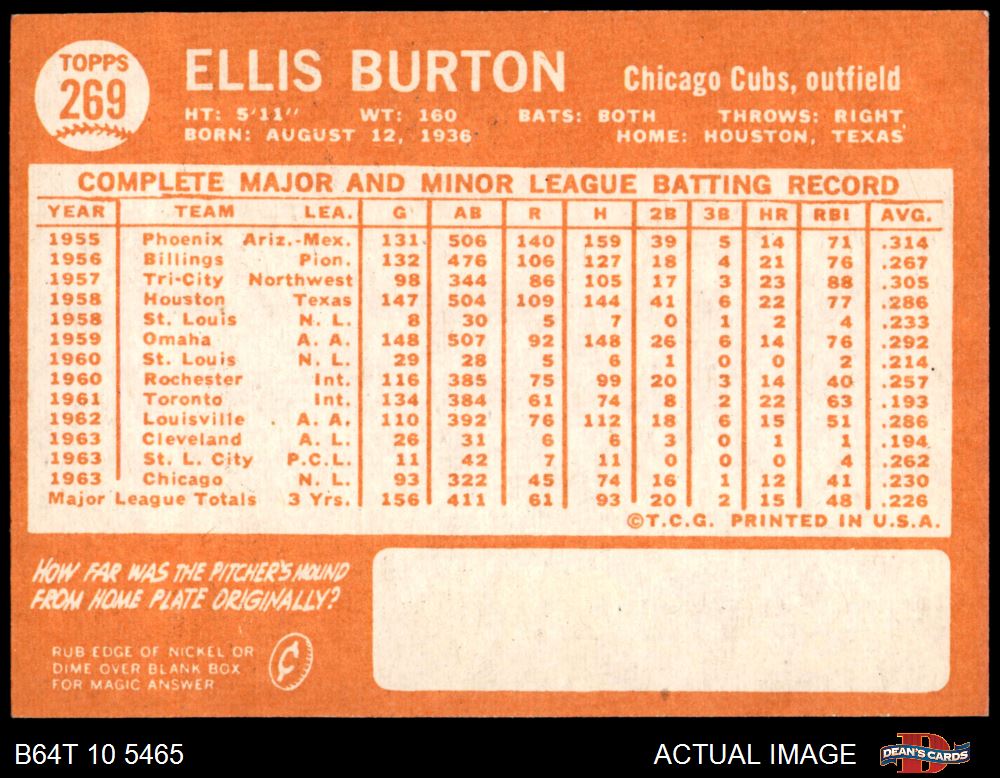 TOPPS
269
ELLIS BURTON
Chicago Cubs, outfield
HT: 5'11" WT: 160 BATS: BOTH THROWS: RIGHT
BORN: AUGUST 12, 1936 HOME: HOUSTON, TEXAS
COMPLETE MAJOR AND MINOR LEAGUE BATTING RECORD
YEAR TEAM LEA. G AB R H 2B 3B HR RBI AVG.
1955 Phoenix Ariz.-Mex. 131 506 140 159 39 5 14 71 .314
1956 Billings Pion. 132 476 106 127 18 4 21 76 .267
1957 Tri-City Northwest 98 344 86 105 17 3 23 88 .305
1958 Houston Texas 147 504 109 144 41 6 22 77 .286
1958 St. Louis N. L. 8 30 5 7 0 1 2 4 .233
1959 Omaha A. A. 148 507 92 148 26 6 14 76 .292
1960 St. Louis N. L. 29 28 5 6 1 0 0 2 .214
1960 Rochester Int. 116 385 75 99 20 3 14 40 .257
1961 Toronto Int. 134 384 61 74 8 2 22 63 .193
1962 Louisville A. A. 110 392 76 112 18 6 15 51 .286
1963 Cleveland A. L. 26 31 6 6 3 0 1 1 .194
1963 St. L. City P.C.L. 11 42 7 11 0 0 0 4 .262
1963 Chicago N. L. 93 322 45 74 16 1 12 41 .230
Major League Totals 3 Yrs. 156 411 61 93 20 2 15 48 .226
©T.C.G. PRINTED IN U.S.A.
HOW FAR WAS THE PITCHER'S MOUND
FROM HOME PLATE ORIGINALLY?
RUB EDGE OF NICKEL OR
DIME OVER BLANK BOX
FOR MAGIC ANSWER
¢
B64T 10 5465 ACTUAL IMAGE
D
DEAN'S CARDS